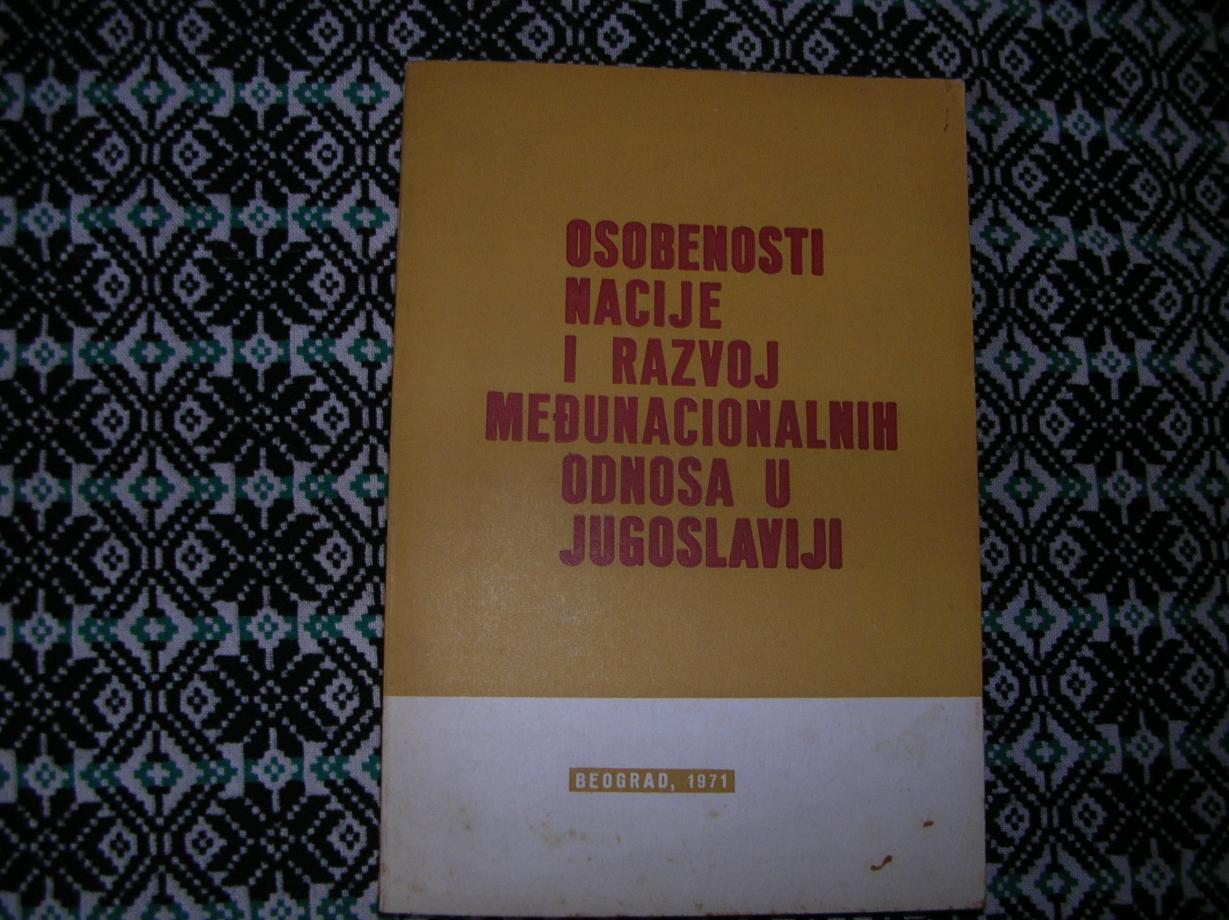 OSOBENOSTI
NACIJE
I RAZVOJ
MEĐUNACIONALNIH
ODNOSA U
JUGOSLAVIJI
BEOGRAD, 1971